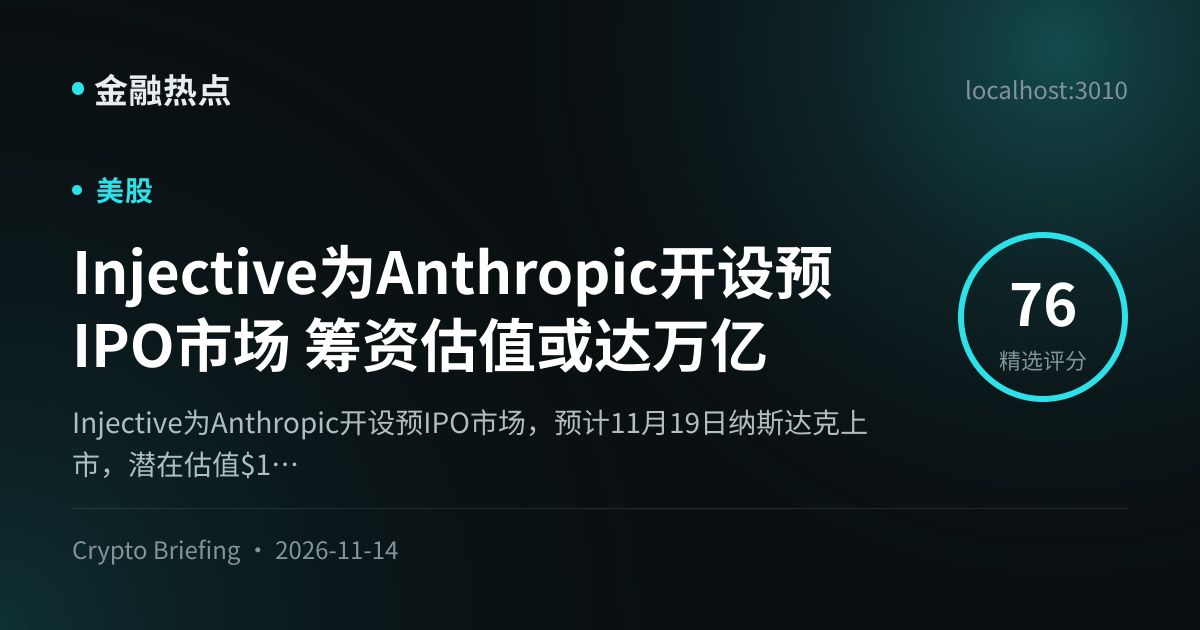 金融热点
localhost:3010
美股
Injective为Anthropic开设预
IPO市场 筹资估值或达万亿
76
精选评分
Injective为Anthropic开设预IPO市场，预计11月19日纳斯达克上
市，潜在估值$1…
Crypto Briefing · 2026-11-14